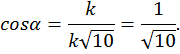 cosα = k/(k√10) = 1/√10.